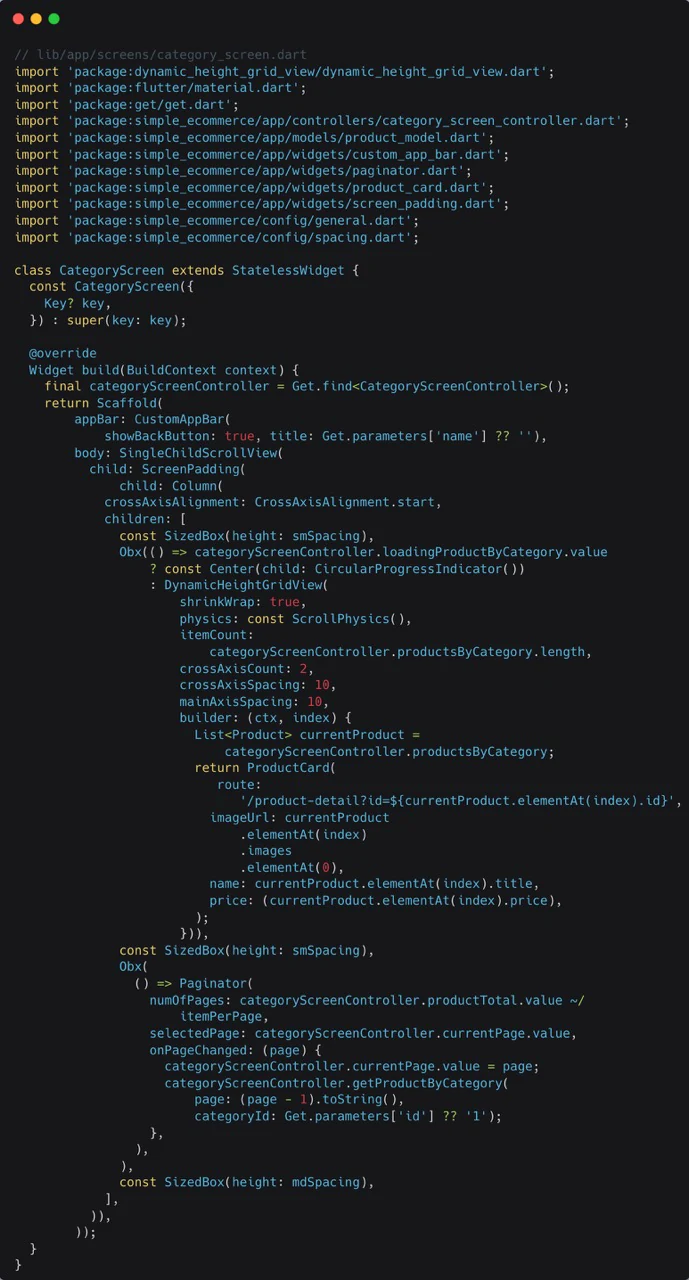 // lib/app/screens/category_screen.dart
import 'package:dynamic_height_grid_view/dynamic_height_grid_view.dart';
import 'package:flutter/material.dart';
import 'package:get/get.dart';
import 'package:simple_ecommerce/app/controllers/category_screen_controller.dart';
import 'package:simple_ecommerce/app/models/product_model.dart';
import 'package:simple_ecommerce/app/widgets/custom_app_bar.dart';
import 'package:simple_ecommerce/app/widgets/paginator.dart';
import 'package:simple_ecommerce/app/widgets/product_card.dart';
import 'package:simple_ecommerce/app/widgets/screen_padding.dart';
import 'package:simple_ecommerce/config/general.dart';
import 'package:simple_ecommerce/config/spacing.dart';

class CategoryScreen extends StatelessWidget {
  const CategoryScreen({
    Key? key,
  }) : super(key: key);

  @override
  Widget build(BuildContext context) {
    final categoryScreenController = Get.find<CategoryScreenController>();
    return Scaffold(
        appBar: CustomAppBar(
            showBackButton: true, title: Get.parameters['name'] ?? ''),
        body: SingleChildScrollView(
          child: ScreenPadding(
              child: Column(
            crossAxisAlignment: CrossAxisAlignment.start,
            children: [
              const SizedBox(height: smSpacing),
              Obx(() => categoryScreenController.loadingProductByCategory.value
                  ? const Center(child: CircularProgressIndicator())
                  : DynamicHeightGridView(
                      shrinkWrap: true,
                      physics: const ScrollPhysics(),
                      itemCount:
                          categoryScreenController.productsByCategory.length,
                      crossAxisCount: 2,
                      crossAxisSpacing: 10,
                      mainAxisSpacing: 10,
                      builder: (ctx, index) {
                        List<Product> currentProduct =
                            categoryScreenController.productsByCategory;
                        return ProductCard(
                           route:
                              '/product-detail?id=${currentProduct.elementAt(index).id}',
                          imageUrl: currentProduct
                              .elementAt(index)
                              .images
                              .elementAt(0),
                          name: currentProduct.elementAt(index).title,
                          price: (currentProduct.elementAt(index).price),
                        );
                      })),
              const SizedBox(height: smSpacing),
              Obx(
                () => Paginator(
                  numOfPages: categoryScreenController.productTotal.value ~/
                      itemPerPage,
                  selectedPage: categoryScreenController.currentPage.value,
                  onPageChanged: (page) {
                    categoryScreenController.currentPage.value = page;
                    categoryScreenController.getProductByCategory(
                        page: (page - 1).toString(),
                        categoryId: Get.parameters['id'] ?? '1');
                  },
                ),
              ),
              const SizedBox(height: mdSpacing),
            ],
          )),
        ));
  }
}